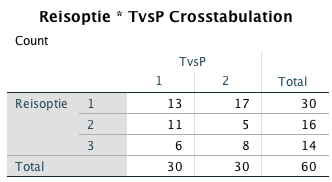 Reisoptie * TvsP Crosstabulation
Count
TvsP
1 2 Total
Reisoptie 1 13 17 30
2 11 5 16
3 6 8 14
Total 30 30 60